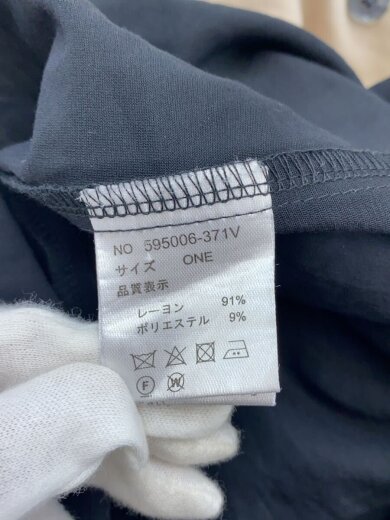 NO 595006-371V
サイズ ONE
品質表示
レーヨン 91%
ポリエステル 9%
F W